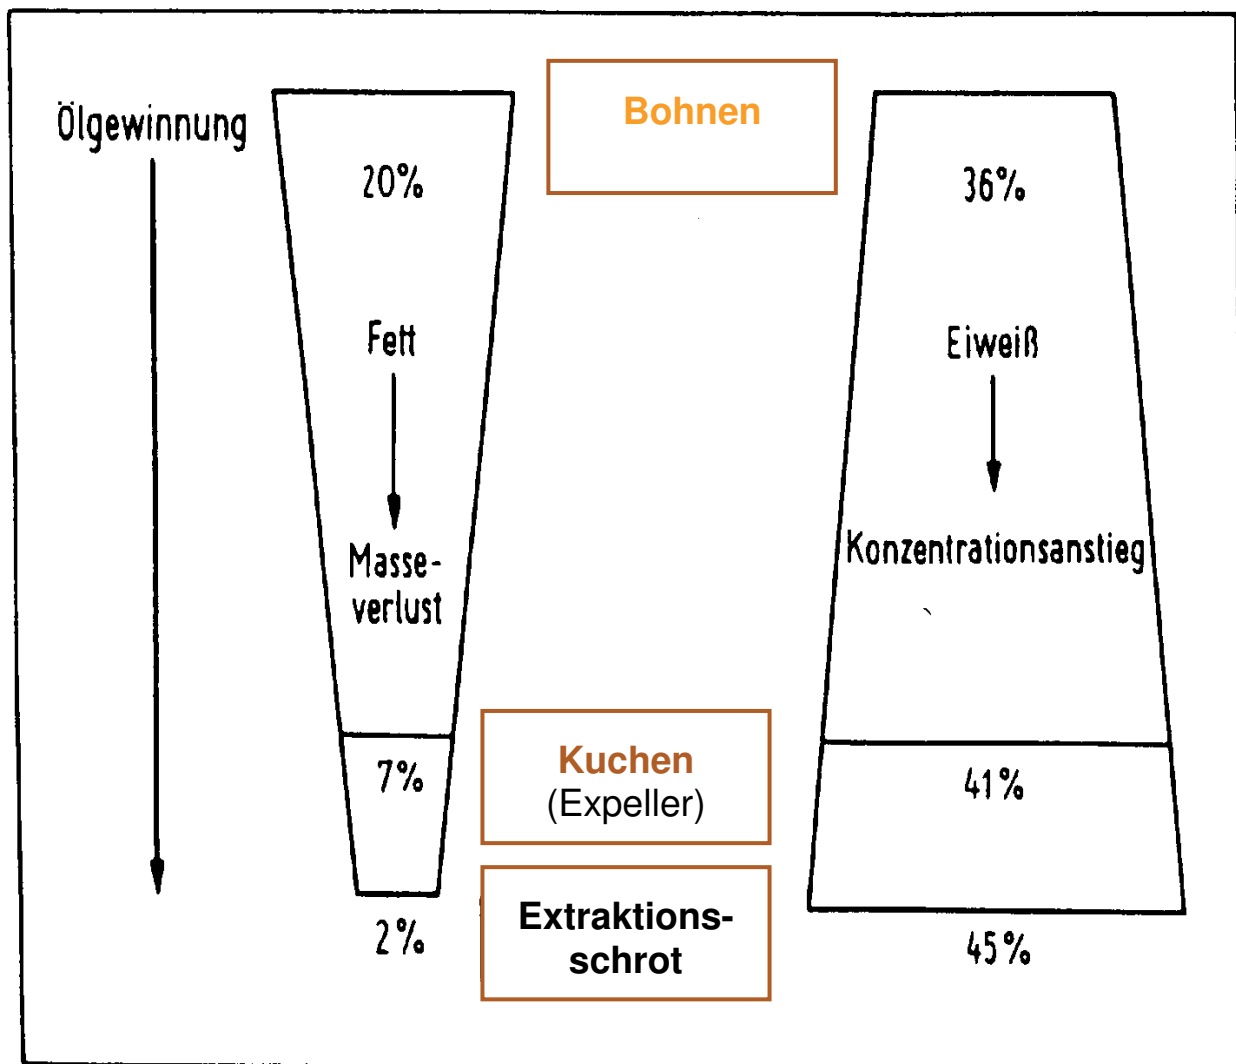 Ölgewinnung
Bohnen
20%
36%
Fett
Eiweiß
Masse-
verlust
Konzentrationsanstieg
7%
Kuchen
(Expeller)
41%
2%
Extraktions-
schrot
45%